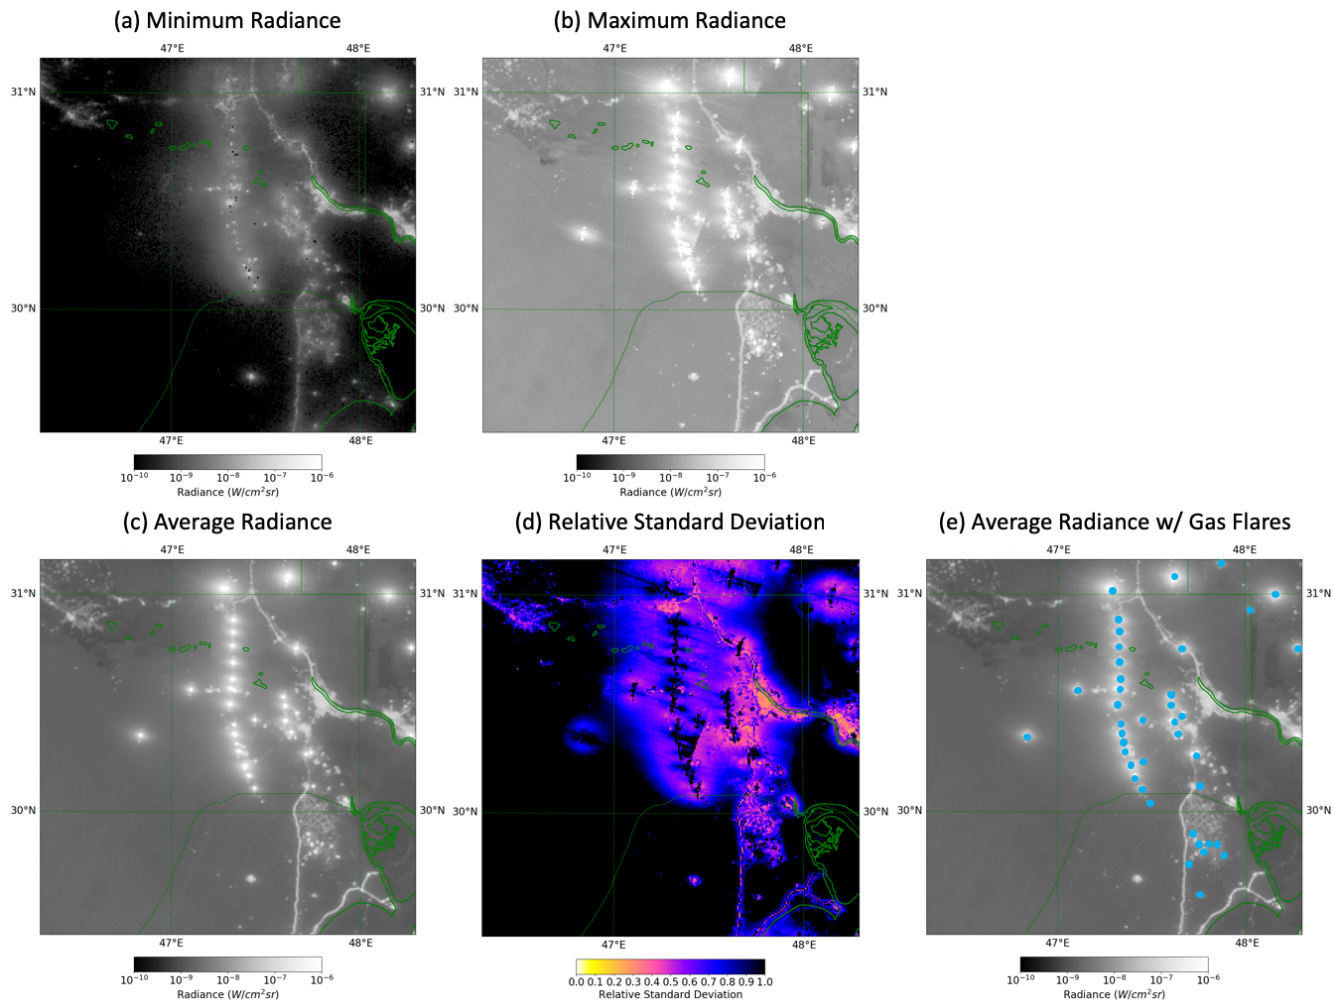 (a) Minimum Radiance
(b) Maximum Radiance
47°E 48°E
47°E 48°E
31°N
31°N
31°N
30°N
30°N
30°N
47°E 48°E
47°E 48°E
10⁻¹⁰ 10⁻⁹ 10⁻⁸ 10⁻⁷ 10⁻⁶
Radiance (W/cm²sr)
10⁻¹⁰ 10⁻⁹ 10⁻⁸ 10⁻⁷ 10⁻⁶
Radiance (W/cm²sr)
(c) Average Radiance
(d) Relative Standard Deviation
(e) Average Radiance w/ Gas Flares
47°E 48°E
47°E 48°E
47°E 48°E
31°N
31°N
31°N
31°N
30°N
30°N
30°N
30°N
47°E 48°E
47°E 48°E
47°E 48°E
10⁻¹⁰ 10⁻⁹ 10⁻⁸ 10⁻⁷ 10⁻⁶
Radiance (W/cm²sr)
0.0 0.1 0.2 0.3 0.4 0.5 0.6 0.7 0.8 0.9 1.0
Relative Standard Deviation
10⁻¹⁰ 10⁻⁹ 10⁻⁸ 10⁻⁷ 10⁻⁶
Radiance (W/cm²sr)